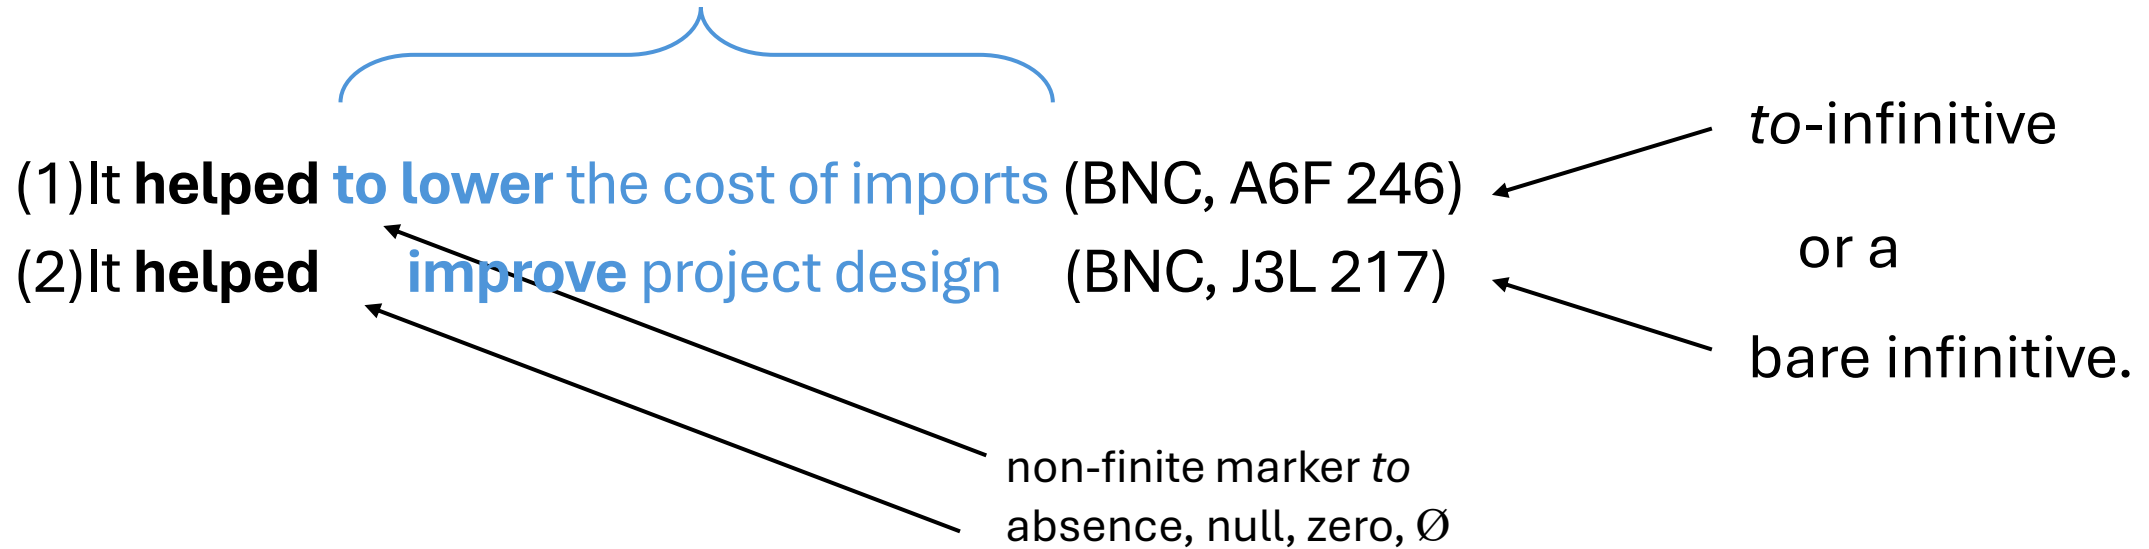 to-infinitive
(1)It helped to lower the cost of imports (BNC, A6F 246)
or a
(2)It helped improve project design (BNC, J3L 217)
bare infinitive.
non-finite marker to
absence, null, zero, Ø